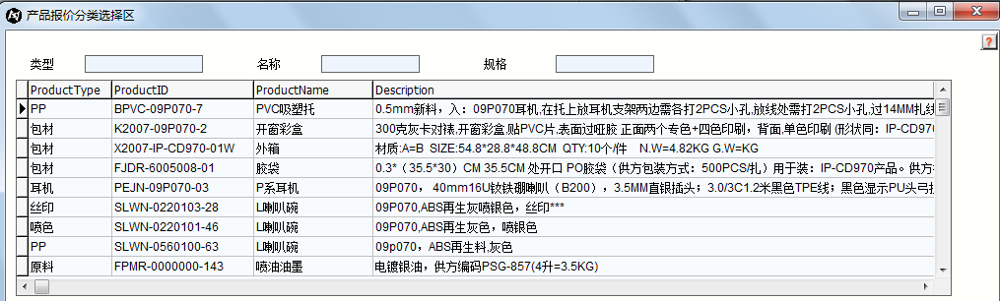 产品报价分类选择区
类型 名称 规格
ProductType ProductID ProductName Description
PP BPVC-09P070-7 PVC吸塑托 0.5mm新料，入：09P070耳机,在托上放耳机支架两边需各打2PCS小孔,放线处需打2PCS小孔,过14MM扎线
包材 K2007-09P070-2 开窗彩盒 300克灰卡对裱,开窗彩盒,贴PVC片,表面过哑胶 正面两个专色+四色印刷，背面,单色印刷 (形状同：IP-CD970
包材 X2007-IP-CD970-01W 外箱 材质:A=B SIZE:54.8*28.8*48.8CM QTY:10个/件 N.W=4.82KG G.W=KG
包材 FJDR-6005008-01 胶袋 0.3*（35.5*30）CM 35.5CM 处开口 PO胶袋（供方包装方式：500PCS/扎）用于装：IP-CD970产品。供方
耳机 PEJN-09P070-03 P系耳机 09P070， 40mm16U钕铁硼喇叭（B200），3.5MM直银插头；3.0/3C1.2米黑色TPE线；黑色湿示PU头弓
丝印 SLWN-0220103-28 L喇叭碗 09P070,ABS再生灰喷银色，丝印***
喷色 SLWN-0220101-46 L喇叭碗 09P070,ABS再生灰色，喷银色
PP SLWN-0560100-63 L喇叭碗 09p070，ABS再生料,灰色
原料 FPMR-0000000-143 喷油油墨 电镀银油，供方编码PSG-857(4升=3.5KG)